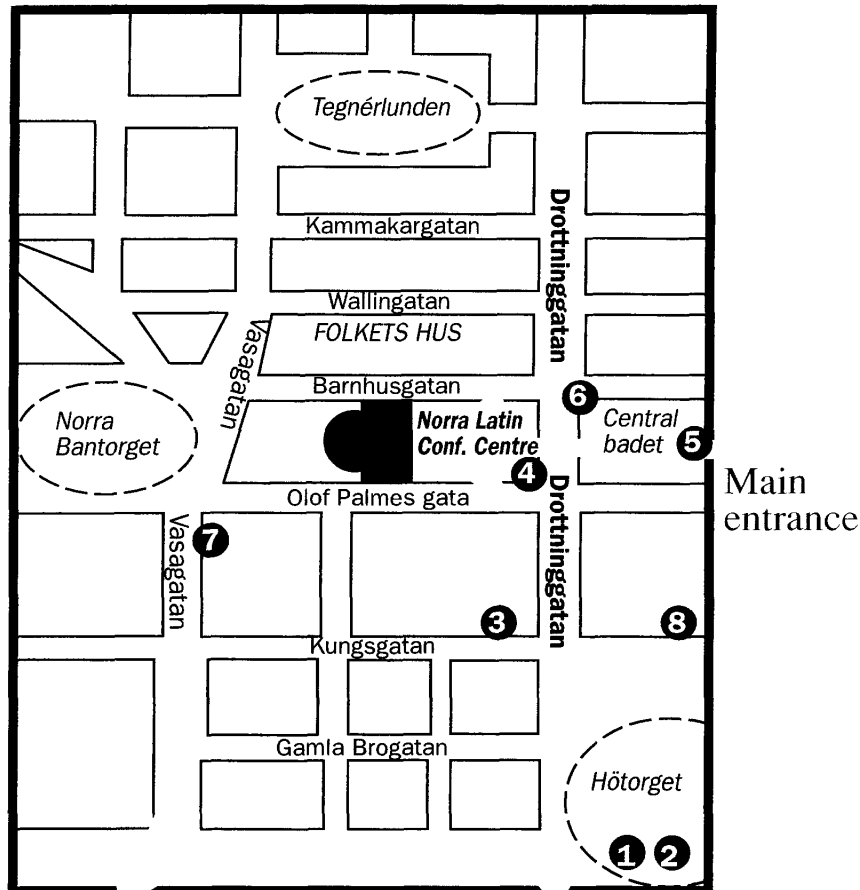 Tegnérlunden
Kammakargatan
Drottninggatan
Wallingatan
Vasagatan
FOLKETS HUS
Barnhusgatan
6
Norra
Bantorget
Norra Latin
Conf. Centre
Central
badet
5
4
Main
entrance
Olof Palmes gata
Drottninggatan
Vasagatan
7
3
8
Kungsgatan
Gamla Brogatan
Hötorget
1
2